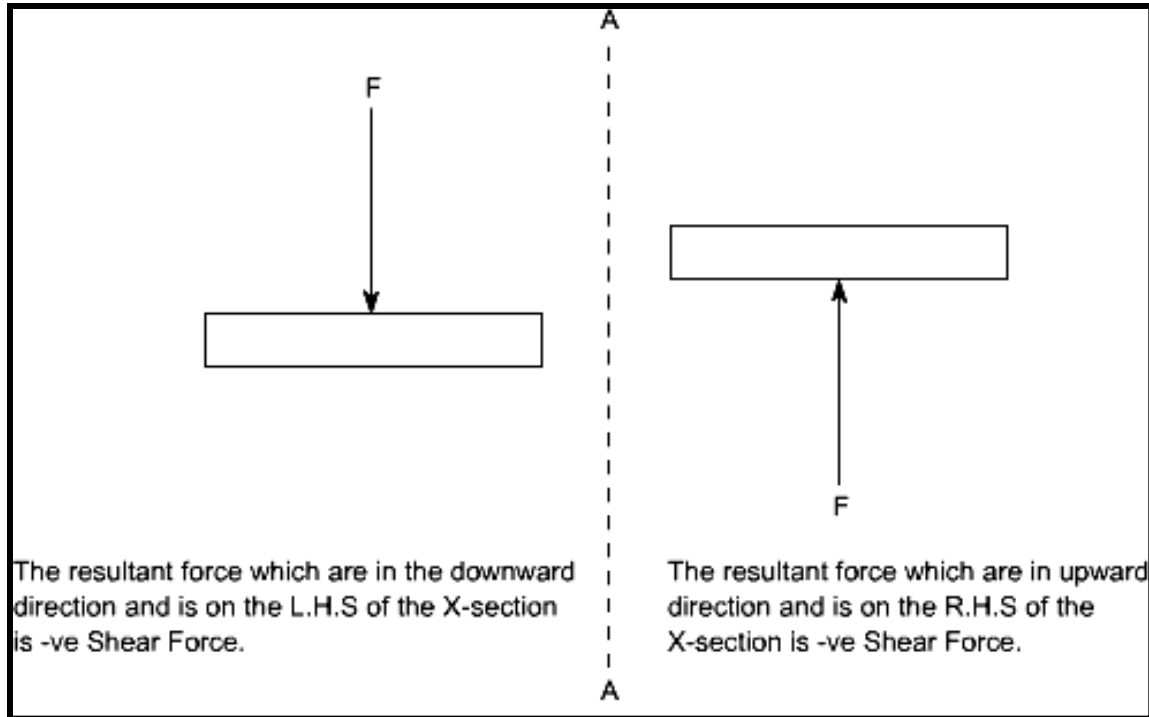 A
F
F
The resultant force which are in the downward
direction and is on the L.H.S of the X-section
is -ve Shear Force.
The resultant force which are in upward
direction and is on the R.H.S of the
X-section is -ve Shear Force.
A